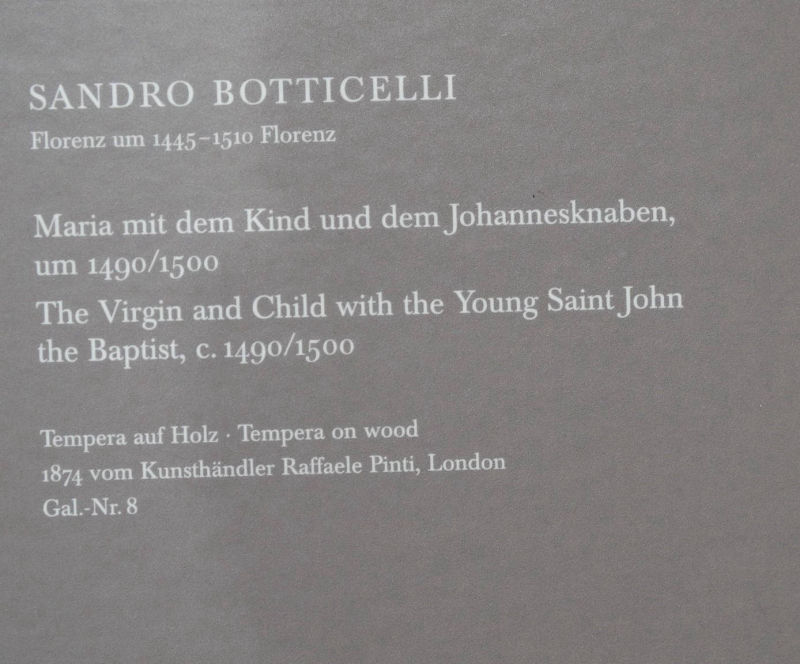 SANDRO BOTTICELLI
Florenz um 1445–1510 Florenz
Maria mit dem Kind und dem Johannesknaben,
um 1490/1500
The Virgin and Child with the Young Saint John
the Baptist, c. 1490/1500
Tempera auf Holz · Tempera on wood
1874 vom Kunsthändler Raffaele Pinti, London
Gal.-Nr. 8